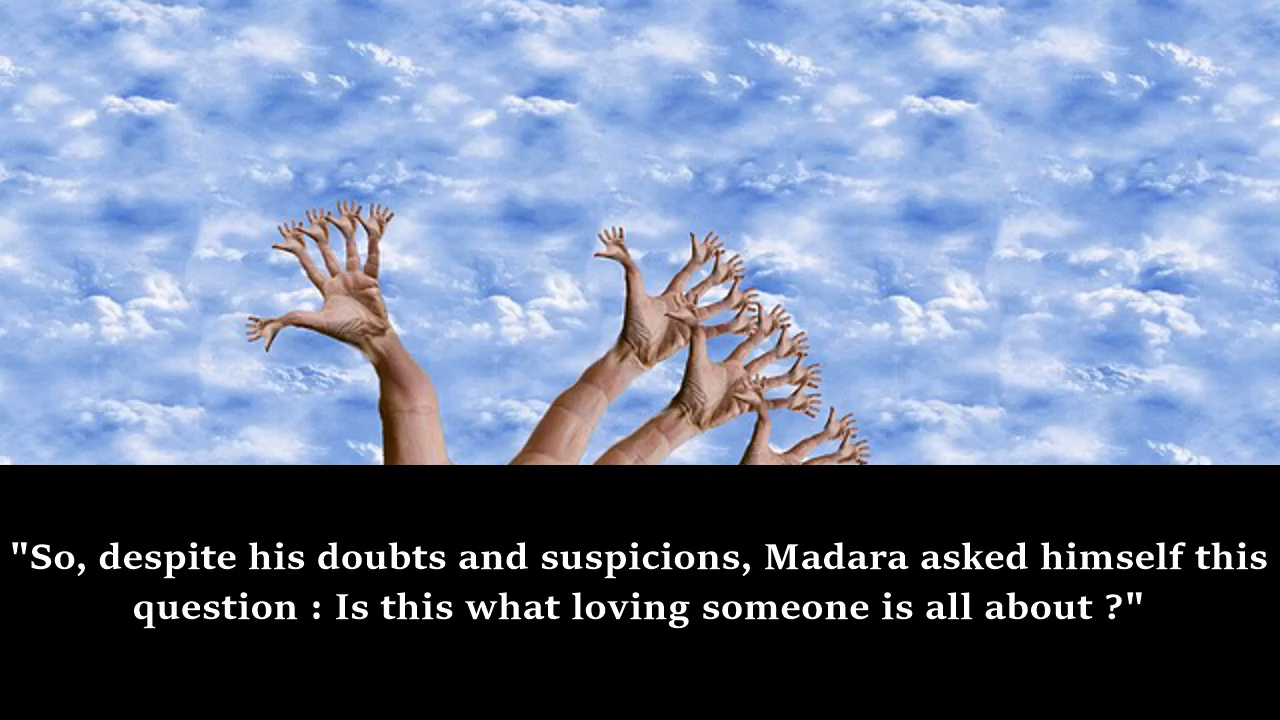 "So, despite his doubts and suspicions, Madara asked himself this
question : Is this what loving someone is all about ?"